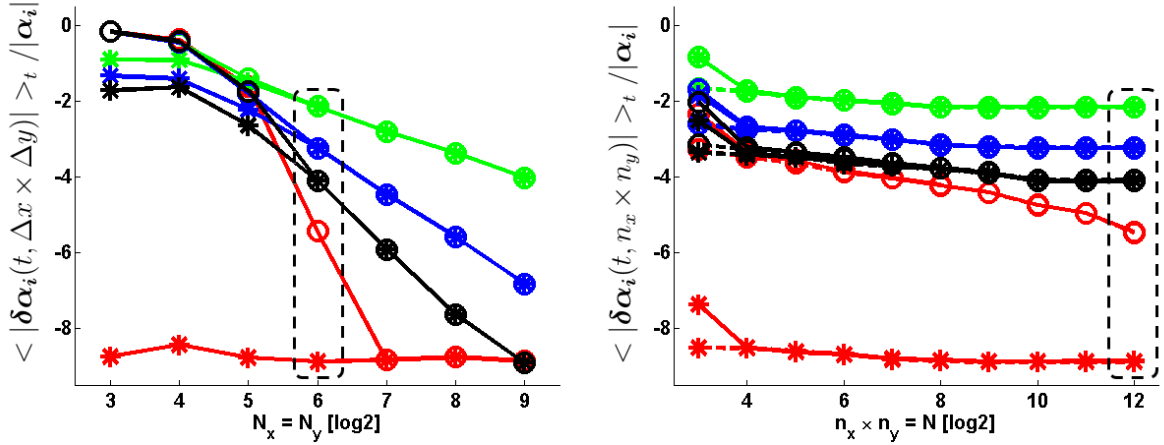 < |δα_i(t, Δx × Δy)| >_t /|α_i|
0
-2
-4
-6
-8
3 4 5 6 7 8 9
N_x = N_y [log2]
< |δα_i(t, n_x × n_y)| >_t /|α_i|
0
-2
-4
-6
-8
4 6 8 10 12
n_x × n_y = N [log2]